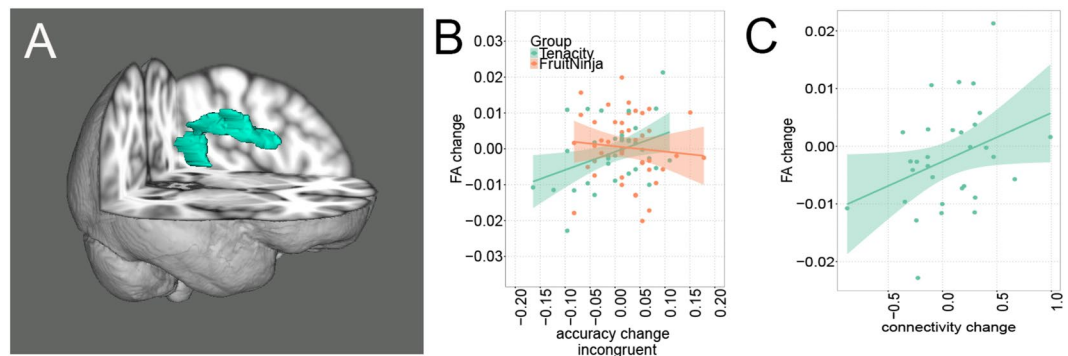 A
B
C
0.03
0.02
0.01
0.00
−0.01
−0.02
−0.03
FA change
Group
Tenacity
FruitNinja
−0.20
−0.15
−0.10
−0.05
0.00
0.05
0.10
0.15
0.20
accuracy change
incongruent
0.02
0.01
0.00
−0.01
−0.02
FA change
−0.5
0.0
0.5
1.0
connectivity change